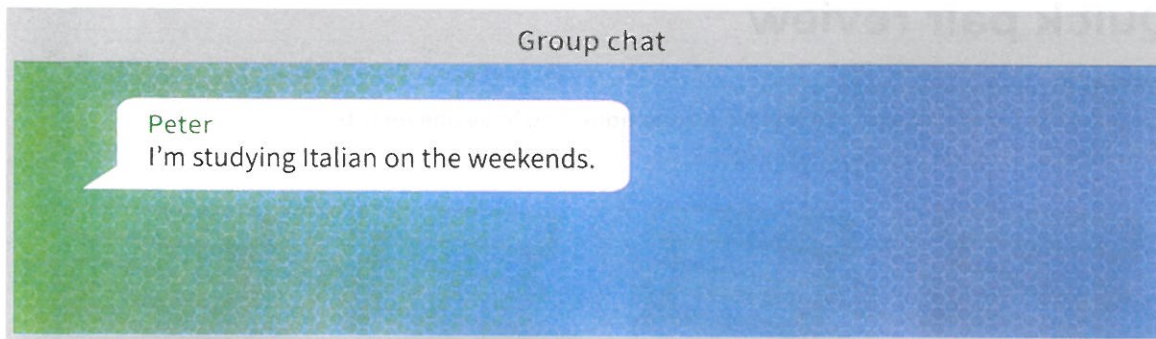 Group chat
Peter
I'm studying Italian on the weekends.